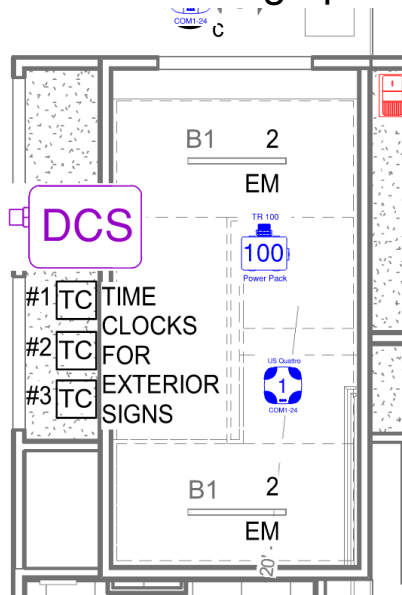 COM1-24
C
B1 2
EM
DCS
TR 100
100
Power Pack
#1 TC TIME
CLOCKS
#2 TC FOR
EXTERIOR
#3 TC SIGNS
US Quattro
1
COM1-24
B1 2
EM
20'